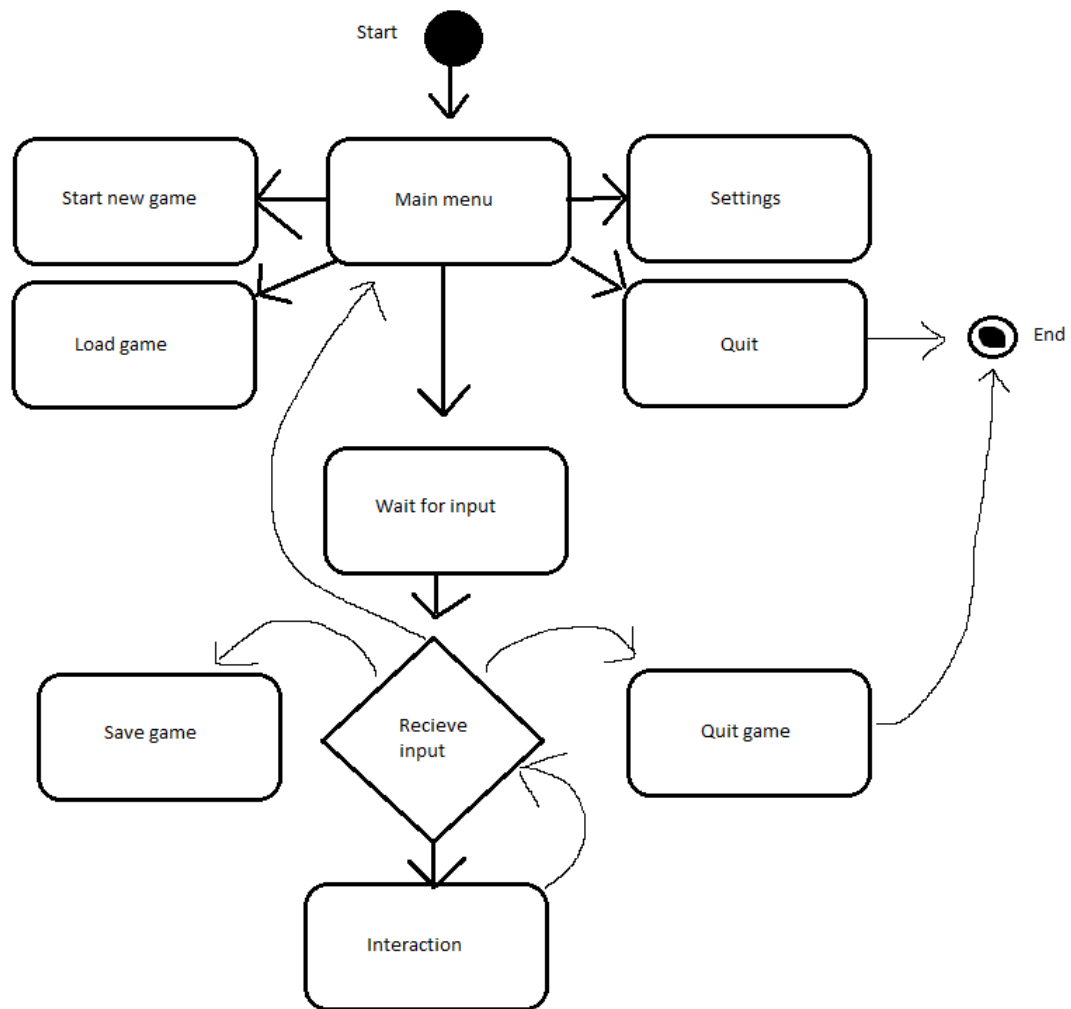 Start
Start new game
Main menu
Settings
Load game
Quit
End
Wait for input
Save game
Recieve
input
Quit game
Interaction